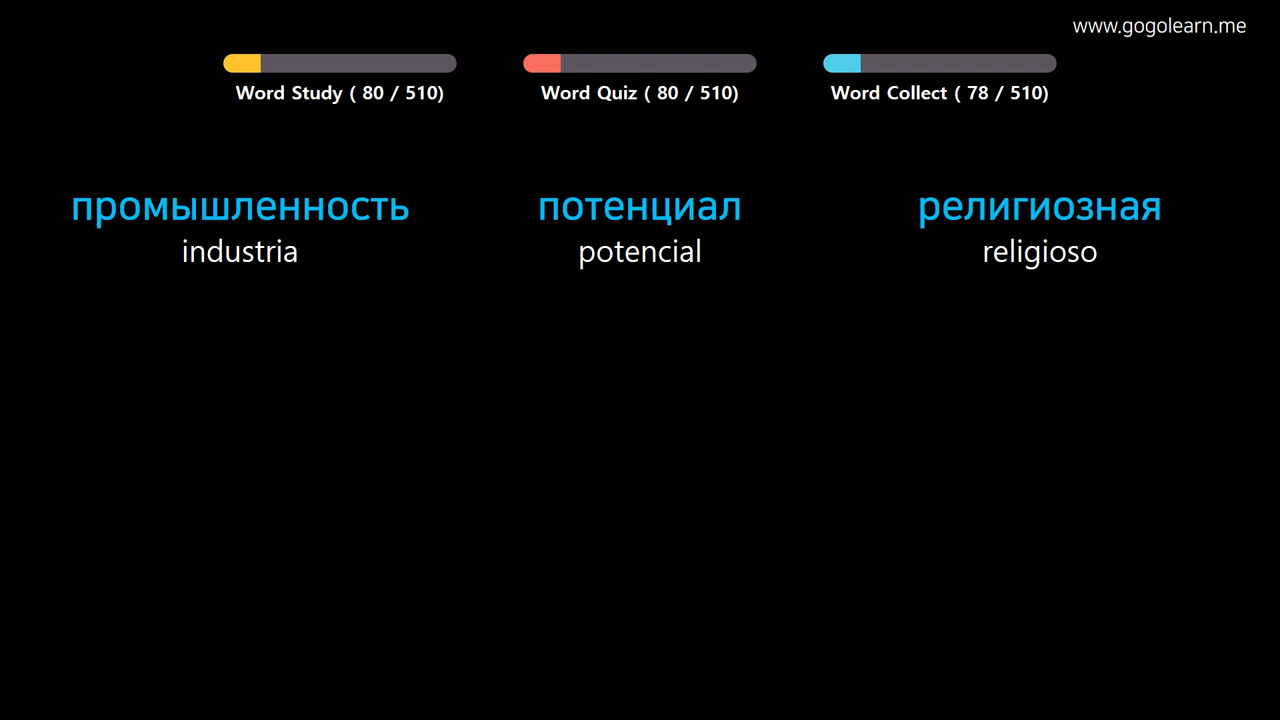 www.gogolearn.me
Word Study ( 80 / 510)
Word Quiz ( 80 / 510)
Word Collect ( 78 / 510)
промышленность
industria
потенциал
potencial
религиозная
religioso